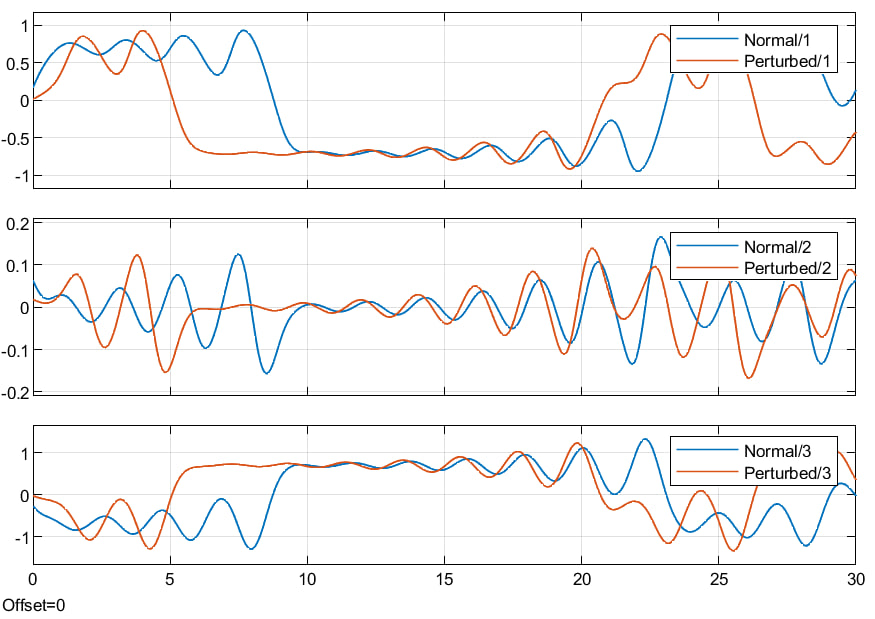 1
0.5
0
-0.5
-1
Normal/1
Perturbed/1
0.2
0.1
0
-0.1
-0.2
Normal/2
Perturbed/2
1
0
-1
Normal/3
Perturbed/3
0 5 10 15 20 25 30
Offset=0